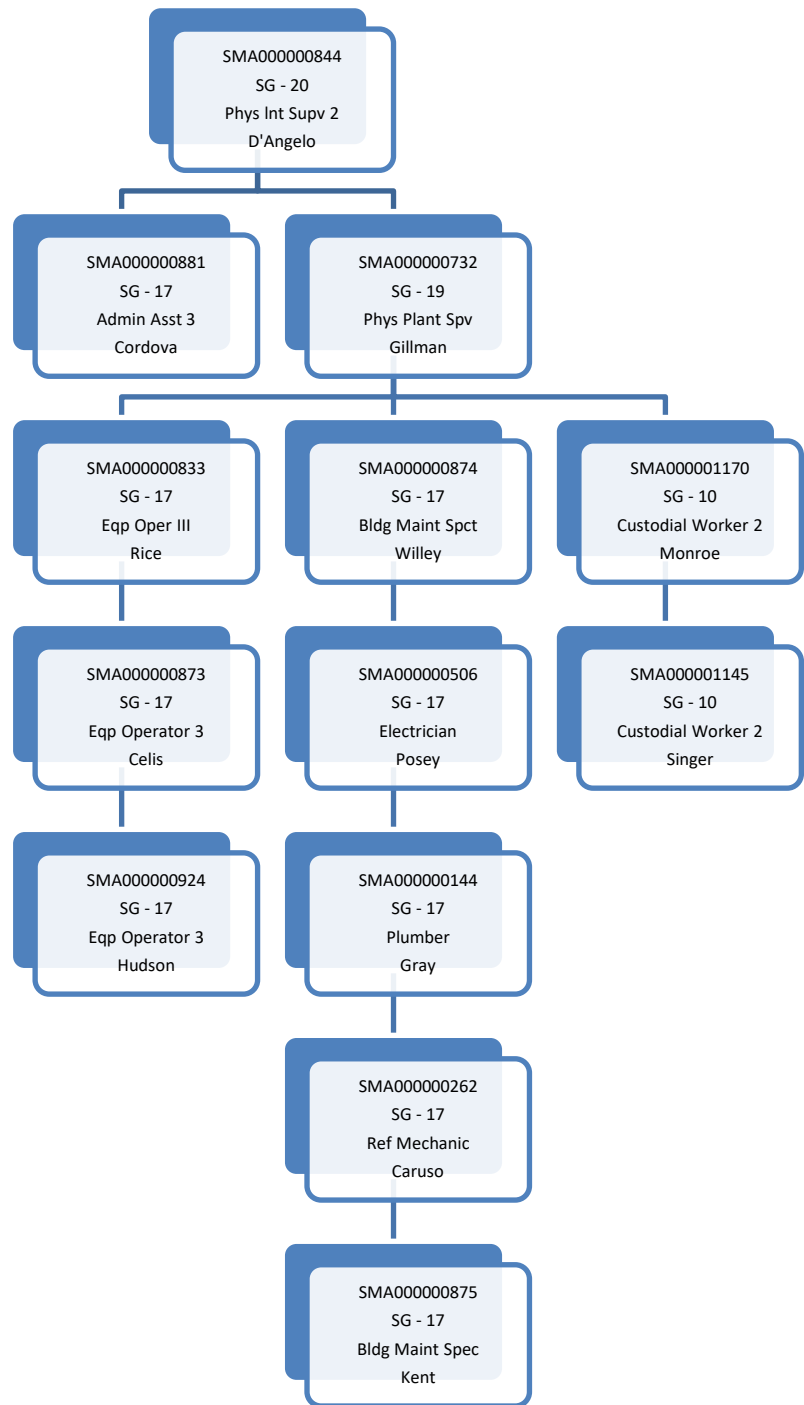 SMA000000844
SG - 20
Phys Int Supv 2
D'Angelo
SMA000000881
SG - 17
Admin Asst 3
Cordova
SMA000000732
SG - 19
Phys Plant Spv
Gillman
SMA000000833
SG - 17
Eqp Oper III
Rice
SMA000000874
SG - 17
Bldg Maint Spct
Willey
SMA000001170
SG - 10
Custodial Worker 2
Monroe
SMA000000873
SG - 17
Eqp Operator 3
Celis
SMA000000506
SG - 17
Electrician
Posey
SMA000001145
SG - 10
Custodial Worker 2
Singer
SMA000000924
SG - 17
Eqp Operator 3
Hudson
SMA000000144
SG - 17
Plumber
Gray
SMA000000262
SG - 17
Ref Mechanic
Caruso
SMA000000875
SG - 17
Bldg Maint Spec
Kent